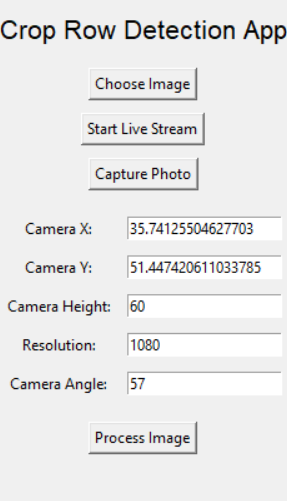 Crop Row Detection App
Choose Image
Start Live Stream
Capture Photo
Camera X: 35.74125504627703
Camera Y: 51.447420611033785
Camera Height: 60
Resolution: 1080
Camera Angle: 57
Process Image